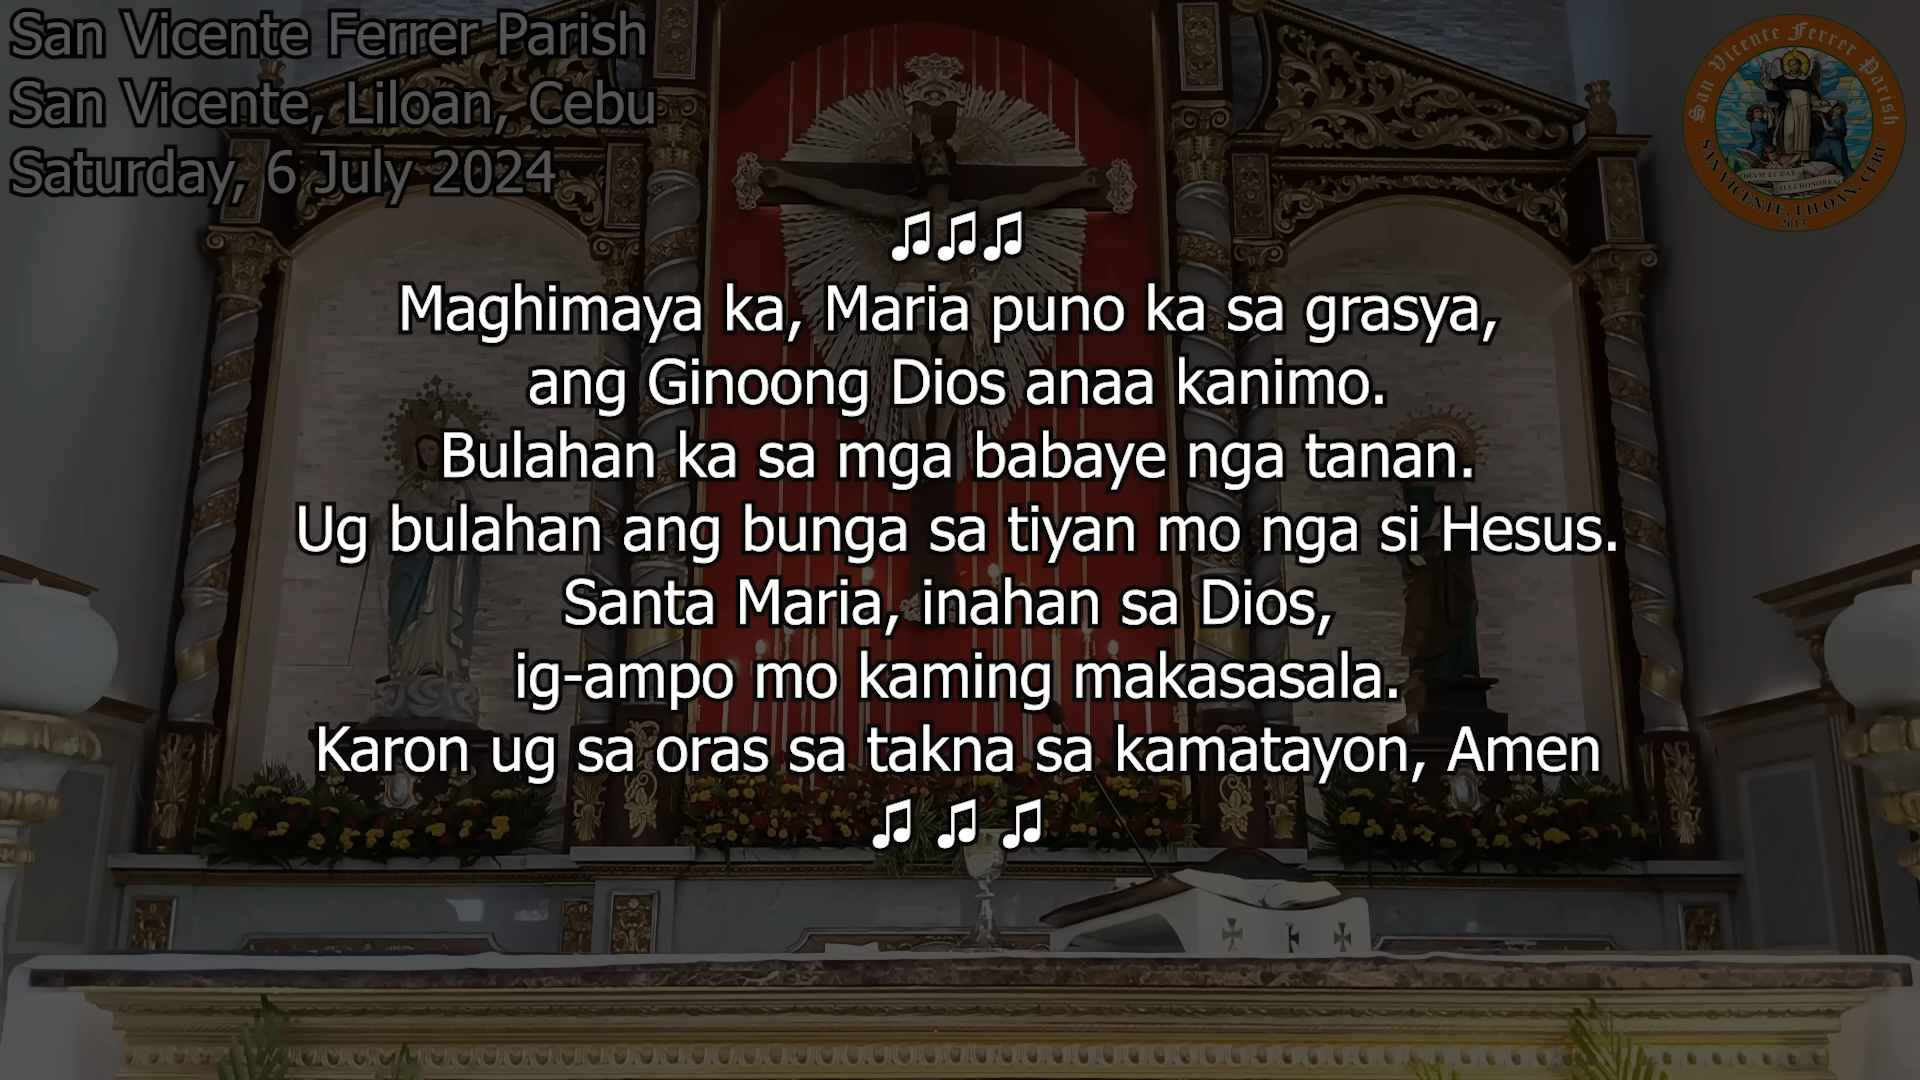 San Vicente Ferrer Parish
San Vicente, Liloan, Cebu
Saturday, 6 July 2024
San Vicente Ferrer Parish
SAN VICENTE, LILOAN, CEBU
2013
♫♫♫
Maghimaya ka, Maria puno ka sa grasya,
ang Ginoong Dios anaa kanimo.
Bulahan ka sa mga babaye nga tanan.
Ug bulahan ang bunga sa tiyan mo nga si Hesus.
Santa Maria, inahan sa Dios,
ig-ampo mo kaming makasasala.
Karon ug sa oras sa takna sa kamatayon, Amen
♫ ♫ ♫